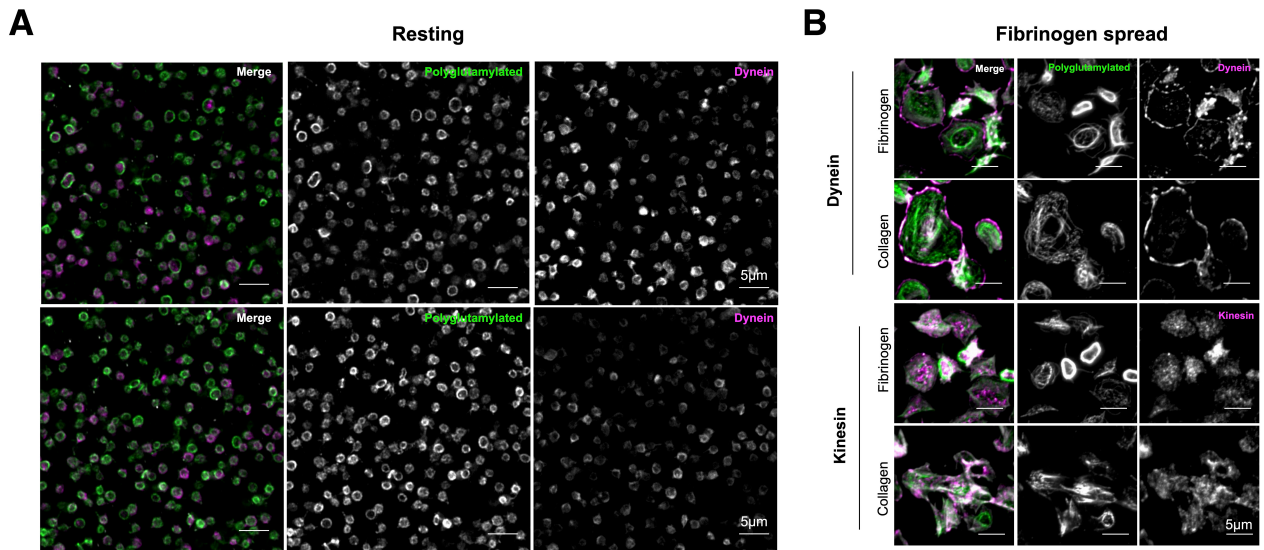 A
Resting
Merge
Polyglutamylated
Dynein
5µm
Merge
Polyglutamylated
Dynein
5µm
B
Fibrinogen spread
Dynein
Fibrinogen
Merge
Polyglutamylated
Dynein
Collagen
Kinesin
Fibrinogen
Kinesin
Collagen
5µm